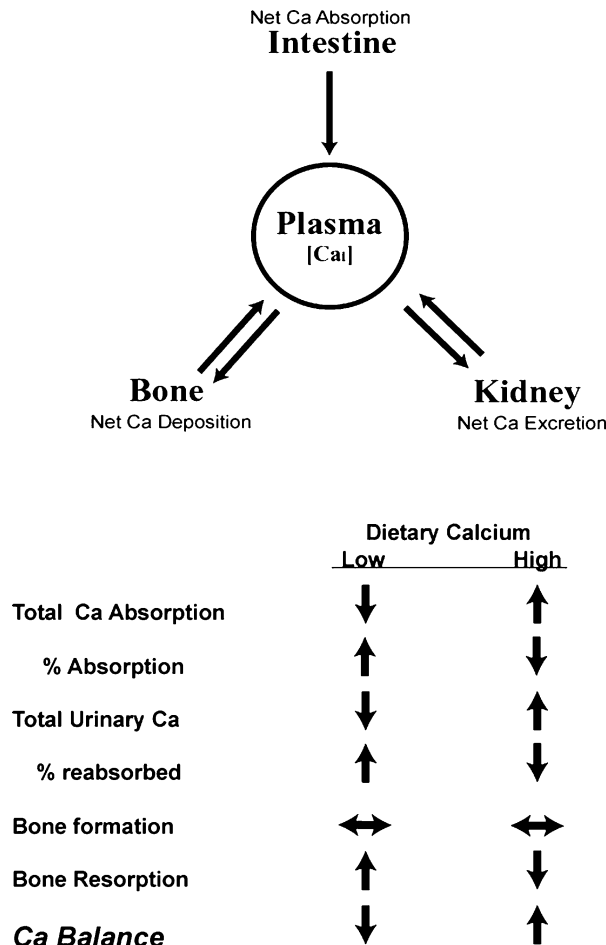 Net Ca Absorption
Intestine
Plasma
[Caᵢ]
Bone
Net Ca Deposition
Kidney
Net Ca Excretion
Dietary Calcium
Low High
Total Ca Absorption
% Absorption
Total Urinary Ca
% reabsorbed
Bone formation
Bone Resorption
Ca Balance